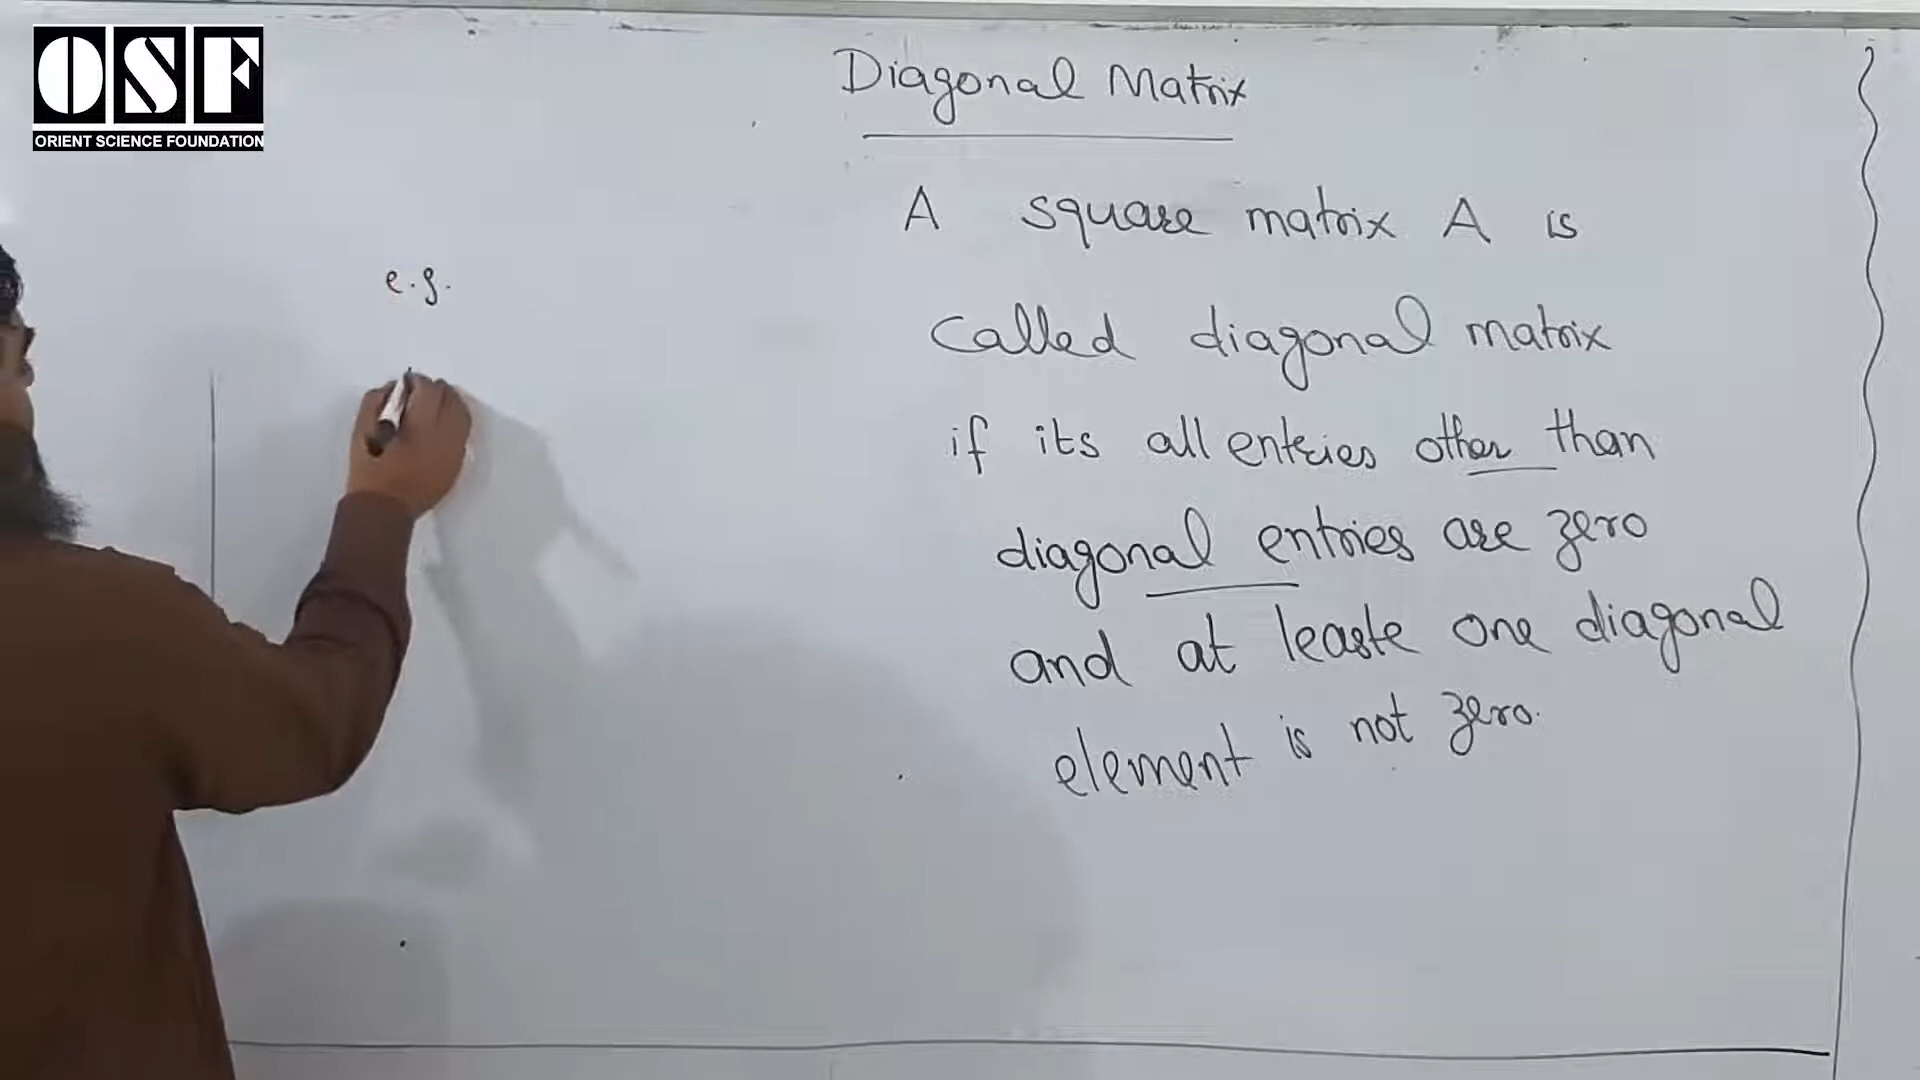 OSF
ORIENT SCIENCE FOUNDATION
Diagonal Matrix
A square matrix A is
Called diagonal matrix
if its all entries other than
diagonal entries are zero
and at leaste one diagonal
element is not zero.
e.g.